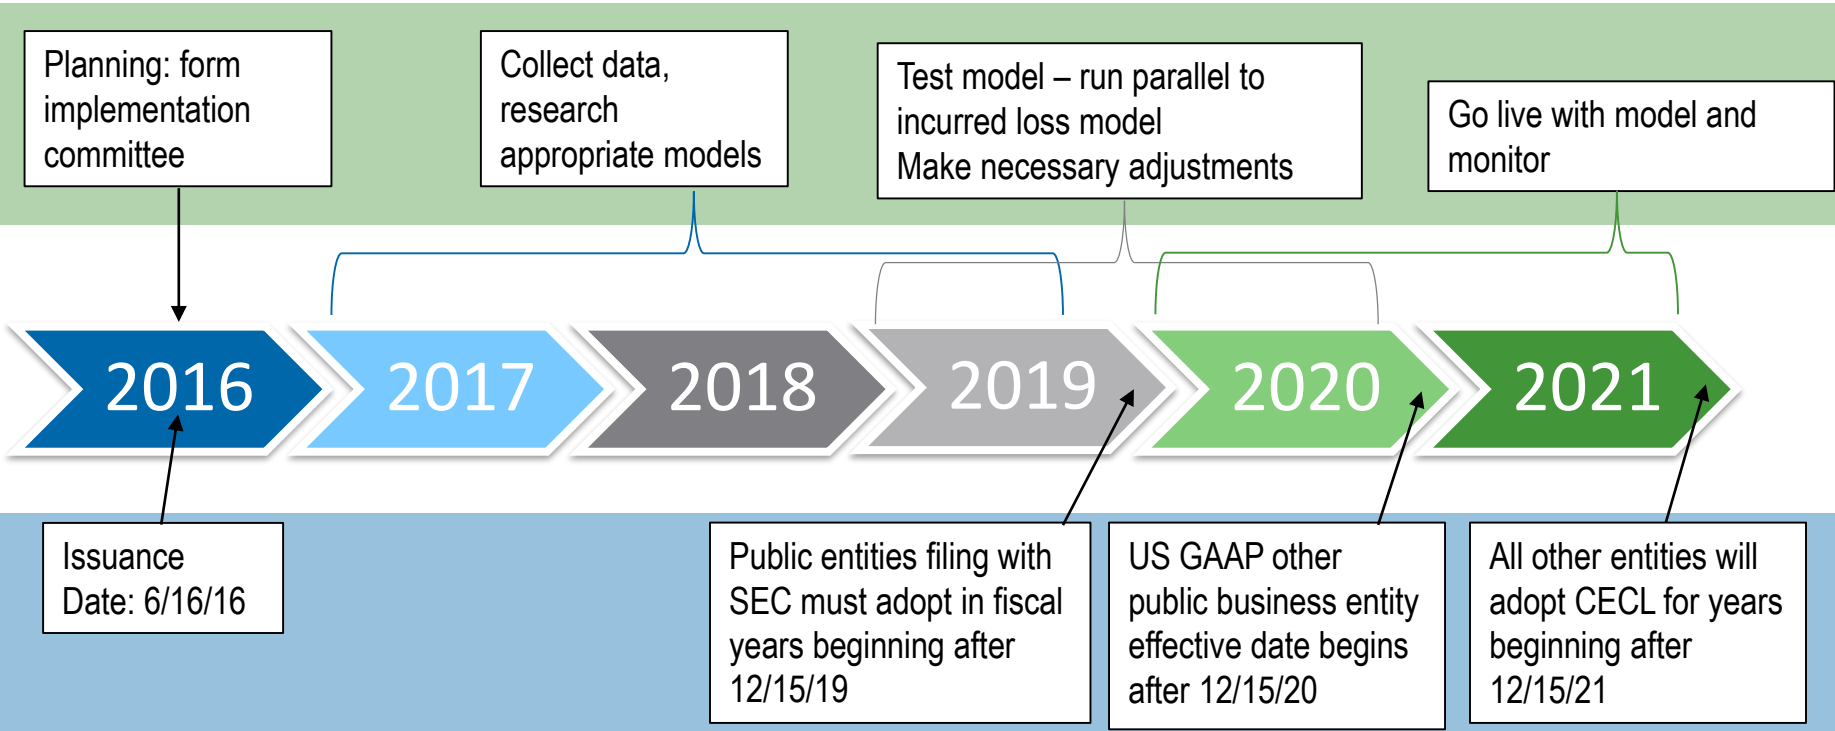 Planning: form
implementation
committee
Collect data,
research
appropriate models
Test model – run parallel to
incurred loss model
Make necessary adjustments
Go live with model and
monitor
2016
2017
2018
2019
2020
2021
Issuance
Date: 6/16/16
Public entities filing with
SEC must adopt in fiscal
years beginning after
12/15/19
US GAAP other
public business entity
effective date begins
after 12/15/20
All other entities will
adopt CECL for years
beginning after
12/15/21